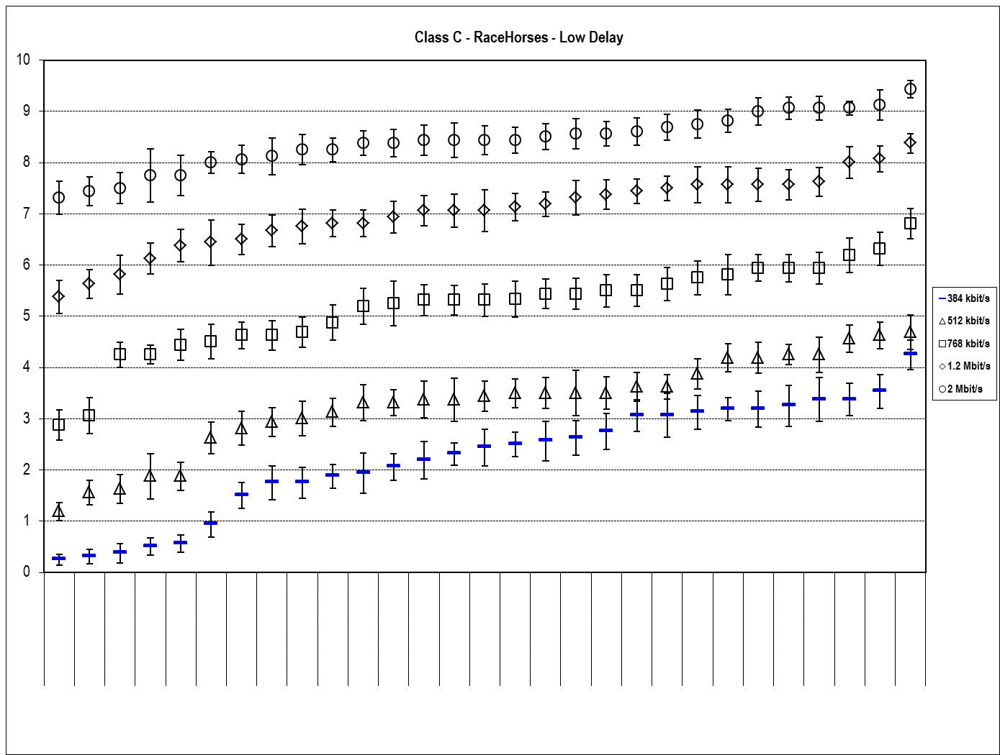 Class C - RaceHorses - Low Delay
10
9
8
7
6
5
4
3
2
1
0
384 kbit/s
512 kbit/s
768 kbit/s
1.2 Mbit/s
2 Mbit/s